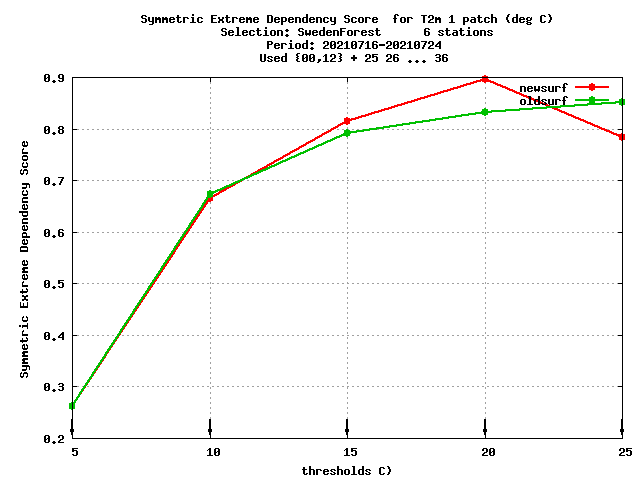 Symmetric Extreme Dependency Score  for T2m 1 patch (deg C)
Selection: SwedenForest      6 stations
Period: 20210716-20210724
Used {00,12} + 25 26 ... 36
newsurf
oldsurf
0.9
0.8
0.7
0.6
0.5
0.4
0.3
0.2
Symmetric Extreme Dependency Score
5 10 15 20 25
thresholds C)